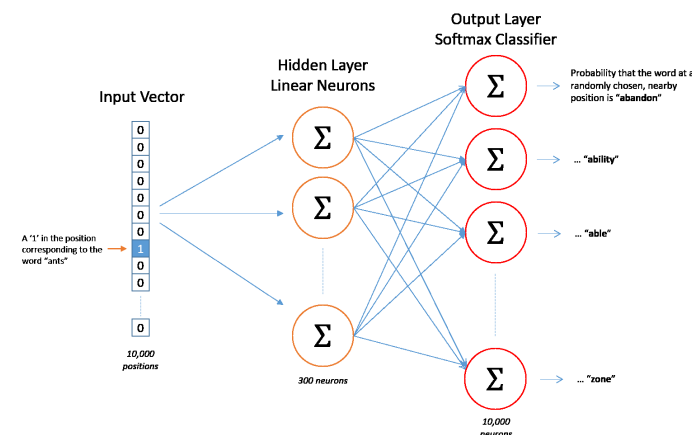 Output Layer
Softmax Classifier
Hidden Layer
Linear Neurons
Input Vector
0
0
0
0
0
0
0
1
0
0
0
A '1' in the position
corresponding to the
word "ants"
10,000
positions
Σ
Σ
Σ
300 neurons
Σ
Σ
Σ
Σ
10,000
neurons
Probability that the word at a
randomly chosen, nearby
position is "abandon"
... "ability"
... "able"
... "zone"